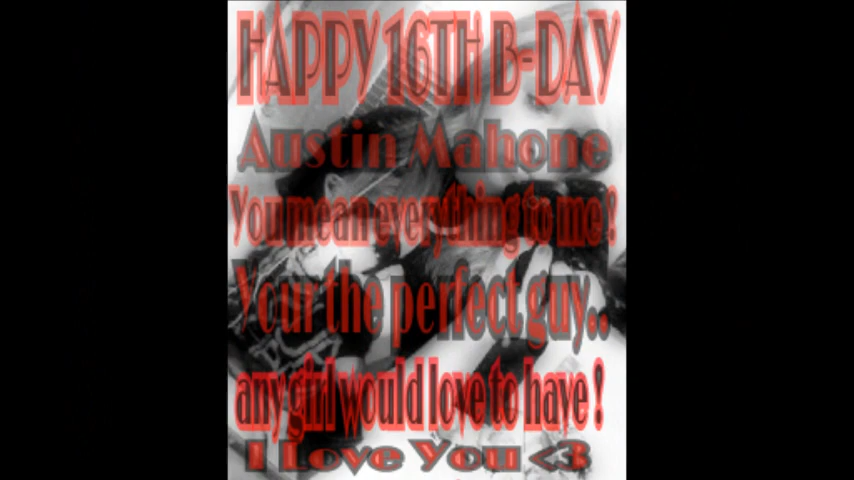 HAPPY 16TH B-DAY
Austin Mahone
You mean everything to me !
Your the perfect guy..
any girl would love to have !
I Love You <3